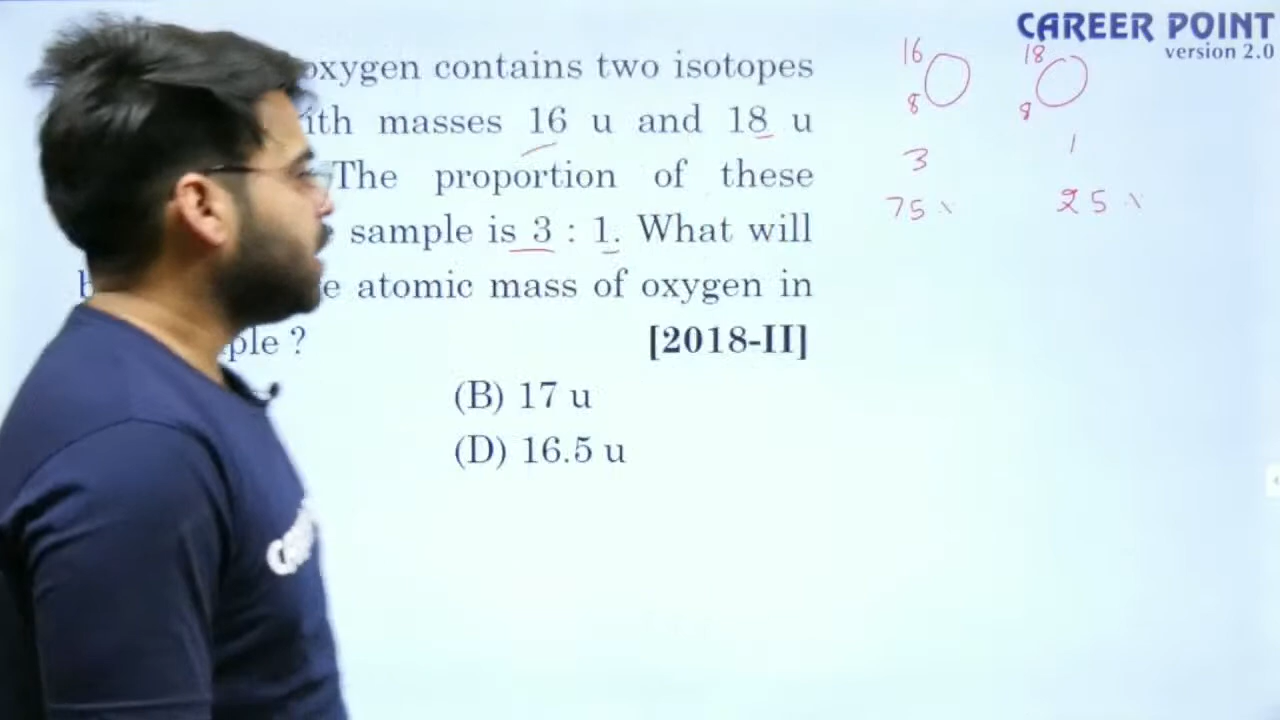 CAREER POINT
version 2.0
oxygen contains two isotopes
masses 16 u and 18 u
The proportion of these
sample is 3 : 1. What will
atomic mass of oxygen in
? [2018-II]
(B) 17 u
(D) 16.5 u
16 O 8 18 O 8
3 1
75 25